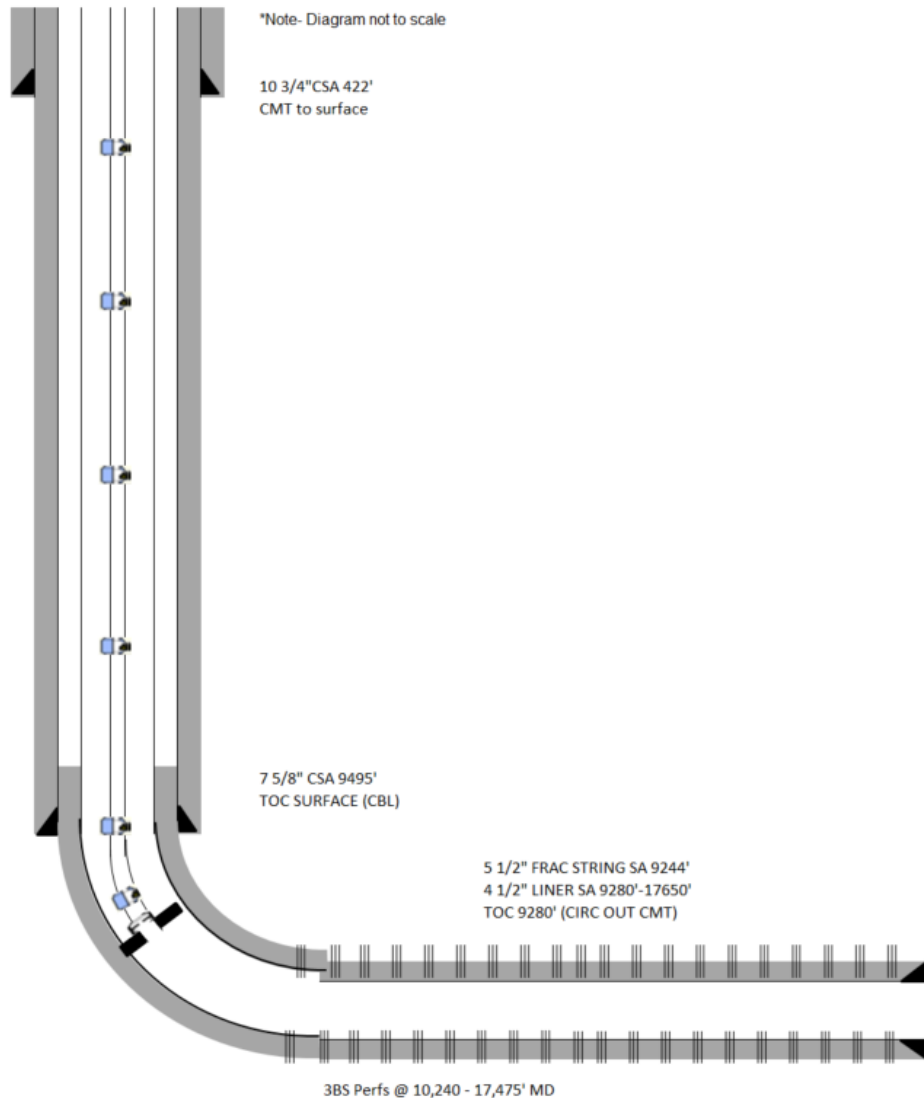 *Note- Diagram not to scale
10 3/4"CSA 422'
CMT to surface
7 5/8" CSA 9495'
TOC SURFACE (CBL)
5 1/2" FRAC STRING SA 9244'
4 1/2" LINER SA 9280'-17650'
TOC 9280' (CIRC OUT CMT)
3BS Perfs @ 10,240 - 17,475' MD